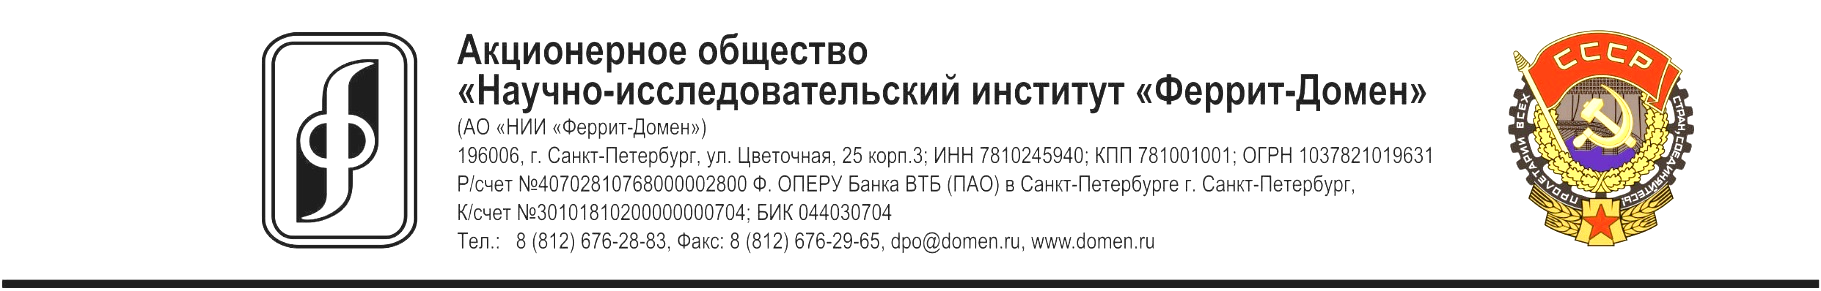 Акционерное общество
«Научно-исследовательский институт «Феррит-Домен»
(АО «НИИ «Феррит-Домен»)
196006, г. Санкт-Петербург, ул. Цветочная, 25 корп.3; ИНН 7810245940; КПП 781001001; ОГРН 1037821019631
Р/счет №40702810768000002800 Ф. ОПЕРУ Банка ВТБ (ПАО) в Санкт-Петербурге г. Санкт-Петербург,
К/счет №30101810200000000704; БИК 044030704
Тел.: 8 (812) 676-28-83, Факс: 8 (812) 676-29-65, dpo@domen.ru, www.domen.ru
СССР
ПРОЛЕТАРИИ ВСЕХ